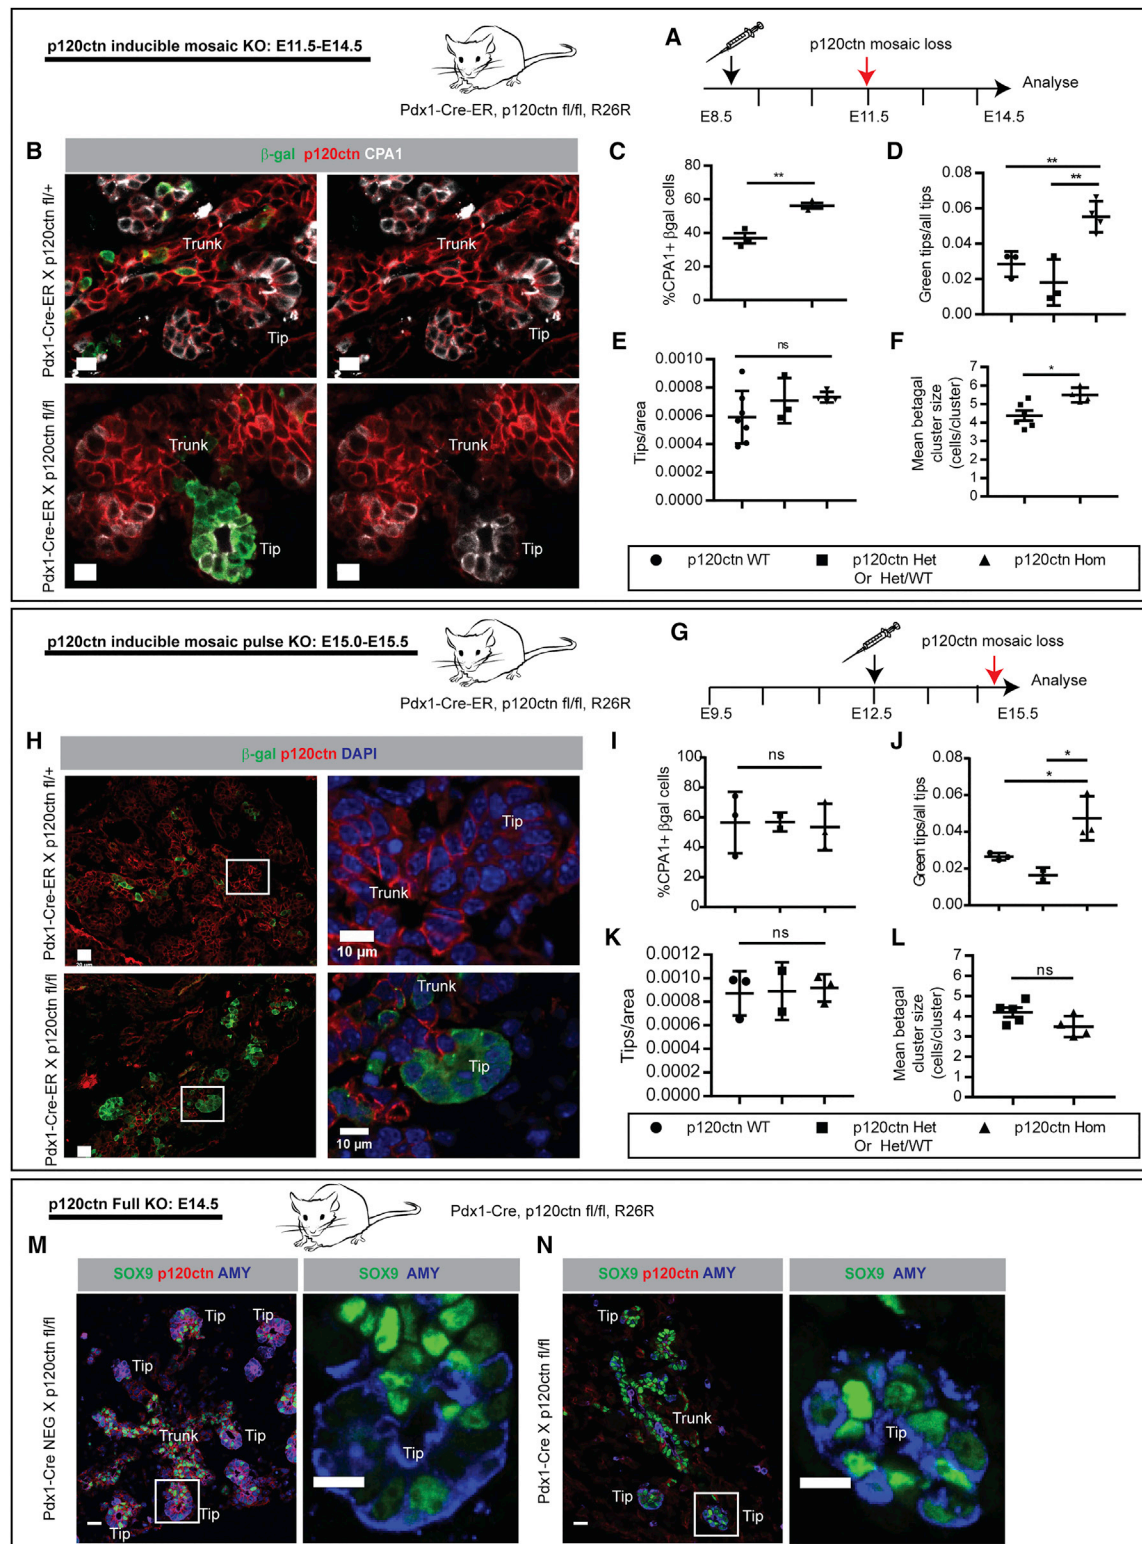 p120ctn inducible mosaic KO: E11.5-E14.5
Pdx1-Cre-ER, p120ctn fl/fl, R26R
A
p120ctn mosaic loss
Analyse
E8.5
E11.5
E14.5
B
β-gal p120ctn CPA1
Pdx1-Cre-ER X p120ctn fl/+
Trunk
Tip
Trunk
Tip
Pdx1-Cre-ER X p120ctn fl/fl
Trunk
Tip
Trunk
Tip
C
%CPA1+ βgal cells
80
60
40
20
0
**
D
Green tips/all tips
0.08
0.06
0.04
0.02
0.00
**
**
E
Tips/area
0.0010
0.0008
0.0006
0.0004
0.0002
0.0000
ns
F
Mean betagal
cluster size
(cells/cluster)
7
6
5
4
3
2
1
0
*
p120ctn WT
p120ctn Het
Or Het/WT
p120ctn Hom
p120ctn inducible mosaic pulse KO: E15.0-E15.5
Pdx1-Cre-ER, p120ctn fl/fl, R26R
G
p120ctn mosaic loss
Analyse
E9.5
E12.5
E15.5
H
β-gal p120ctn DAPI
Pdx1-Cre-ER X p120ctn fl/+
20 μm
Tip
Trunk
10 μm
Pdx1-Cre-ER X p120ctn fl/fl
Trunk
Tip
10 μm
I
%CPA1+ βgal cells
100
80
60
40
20
0
ns
J
Green tips/all tips
0.08
0.06
0.04
0.02
0.00
*
*
K
Tips/area
0.0012
0.0010
0.0008
0.0006
0.0004
0.0002
0.0000
ns
L
Mean betagal
cluster size
(cells/cluster)
7
6
5
4
3
2
1
0
ns
p120ctn WT
p120ctn Het
Or Het/WT
p120ctn Hom
p120ctn Full KO: E14.5
Pdx1-Cre, p120ctn fl/fl, R26R
M
SOX9 p120ctn AMY
SOX9 AMY
Pdx1-Cre NEG X p120ctn fl/fl
Tip
Tip
Tip
Trunk
Tip
Tip
Tip
Tip
N
SOX9 p120ctn AMY
SOX9 AMY
Pdx1-Cre X p120ctn fl/fl
Tip
Trunk
Tip
Tip
Tip